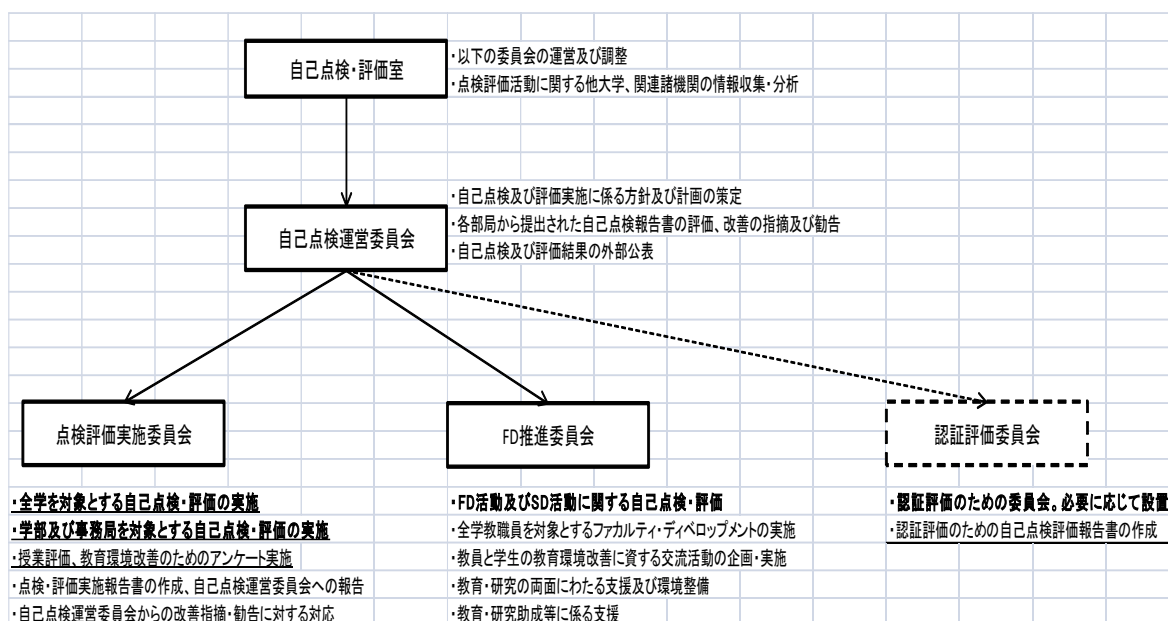 自己点検・評価室
・以下の委員会の運営及び調整
・点検評価活動に関する他大学、関連諸機関の情報収集・分析
自己点検運営委員会
・自己点検及び評価実施に係る方針及び計画の策定
・各部局から提出された自己点検報告書の評価、改善の指摘及び勧告
・自己点検及び評価結果の外部公表
点検評価実施委員会
・全学を対象とする自己点検・評価の実施
・学部及び事務局を対象とする自己点検・評価の実施
・授業評価、教育環境改善のためのアンケート実施
・点検・評価実施報告書の作成、自己点検運営委員会への報告
・自己点検運営委員会からの改善指摘・勧告に対する対応
FD推進委員会
・FD活動及びSD活動に関する自己点検・評価
・全学教職員を対象とするファカルティ・ディベロップメントの実施
・教員と学生の教育環境改善に資する交流活動の企画・実施
・教育・研究の両面にわたる支援及び環境整備
・教育・研究助成等に係る支援
認証評価委員会
・認証評価のための委員会。必要に応じて設置
・認証評価のための自己点検評価報告書の作成